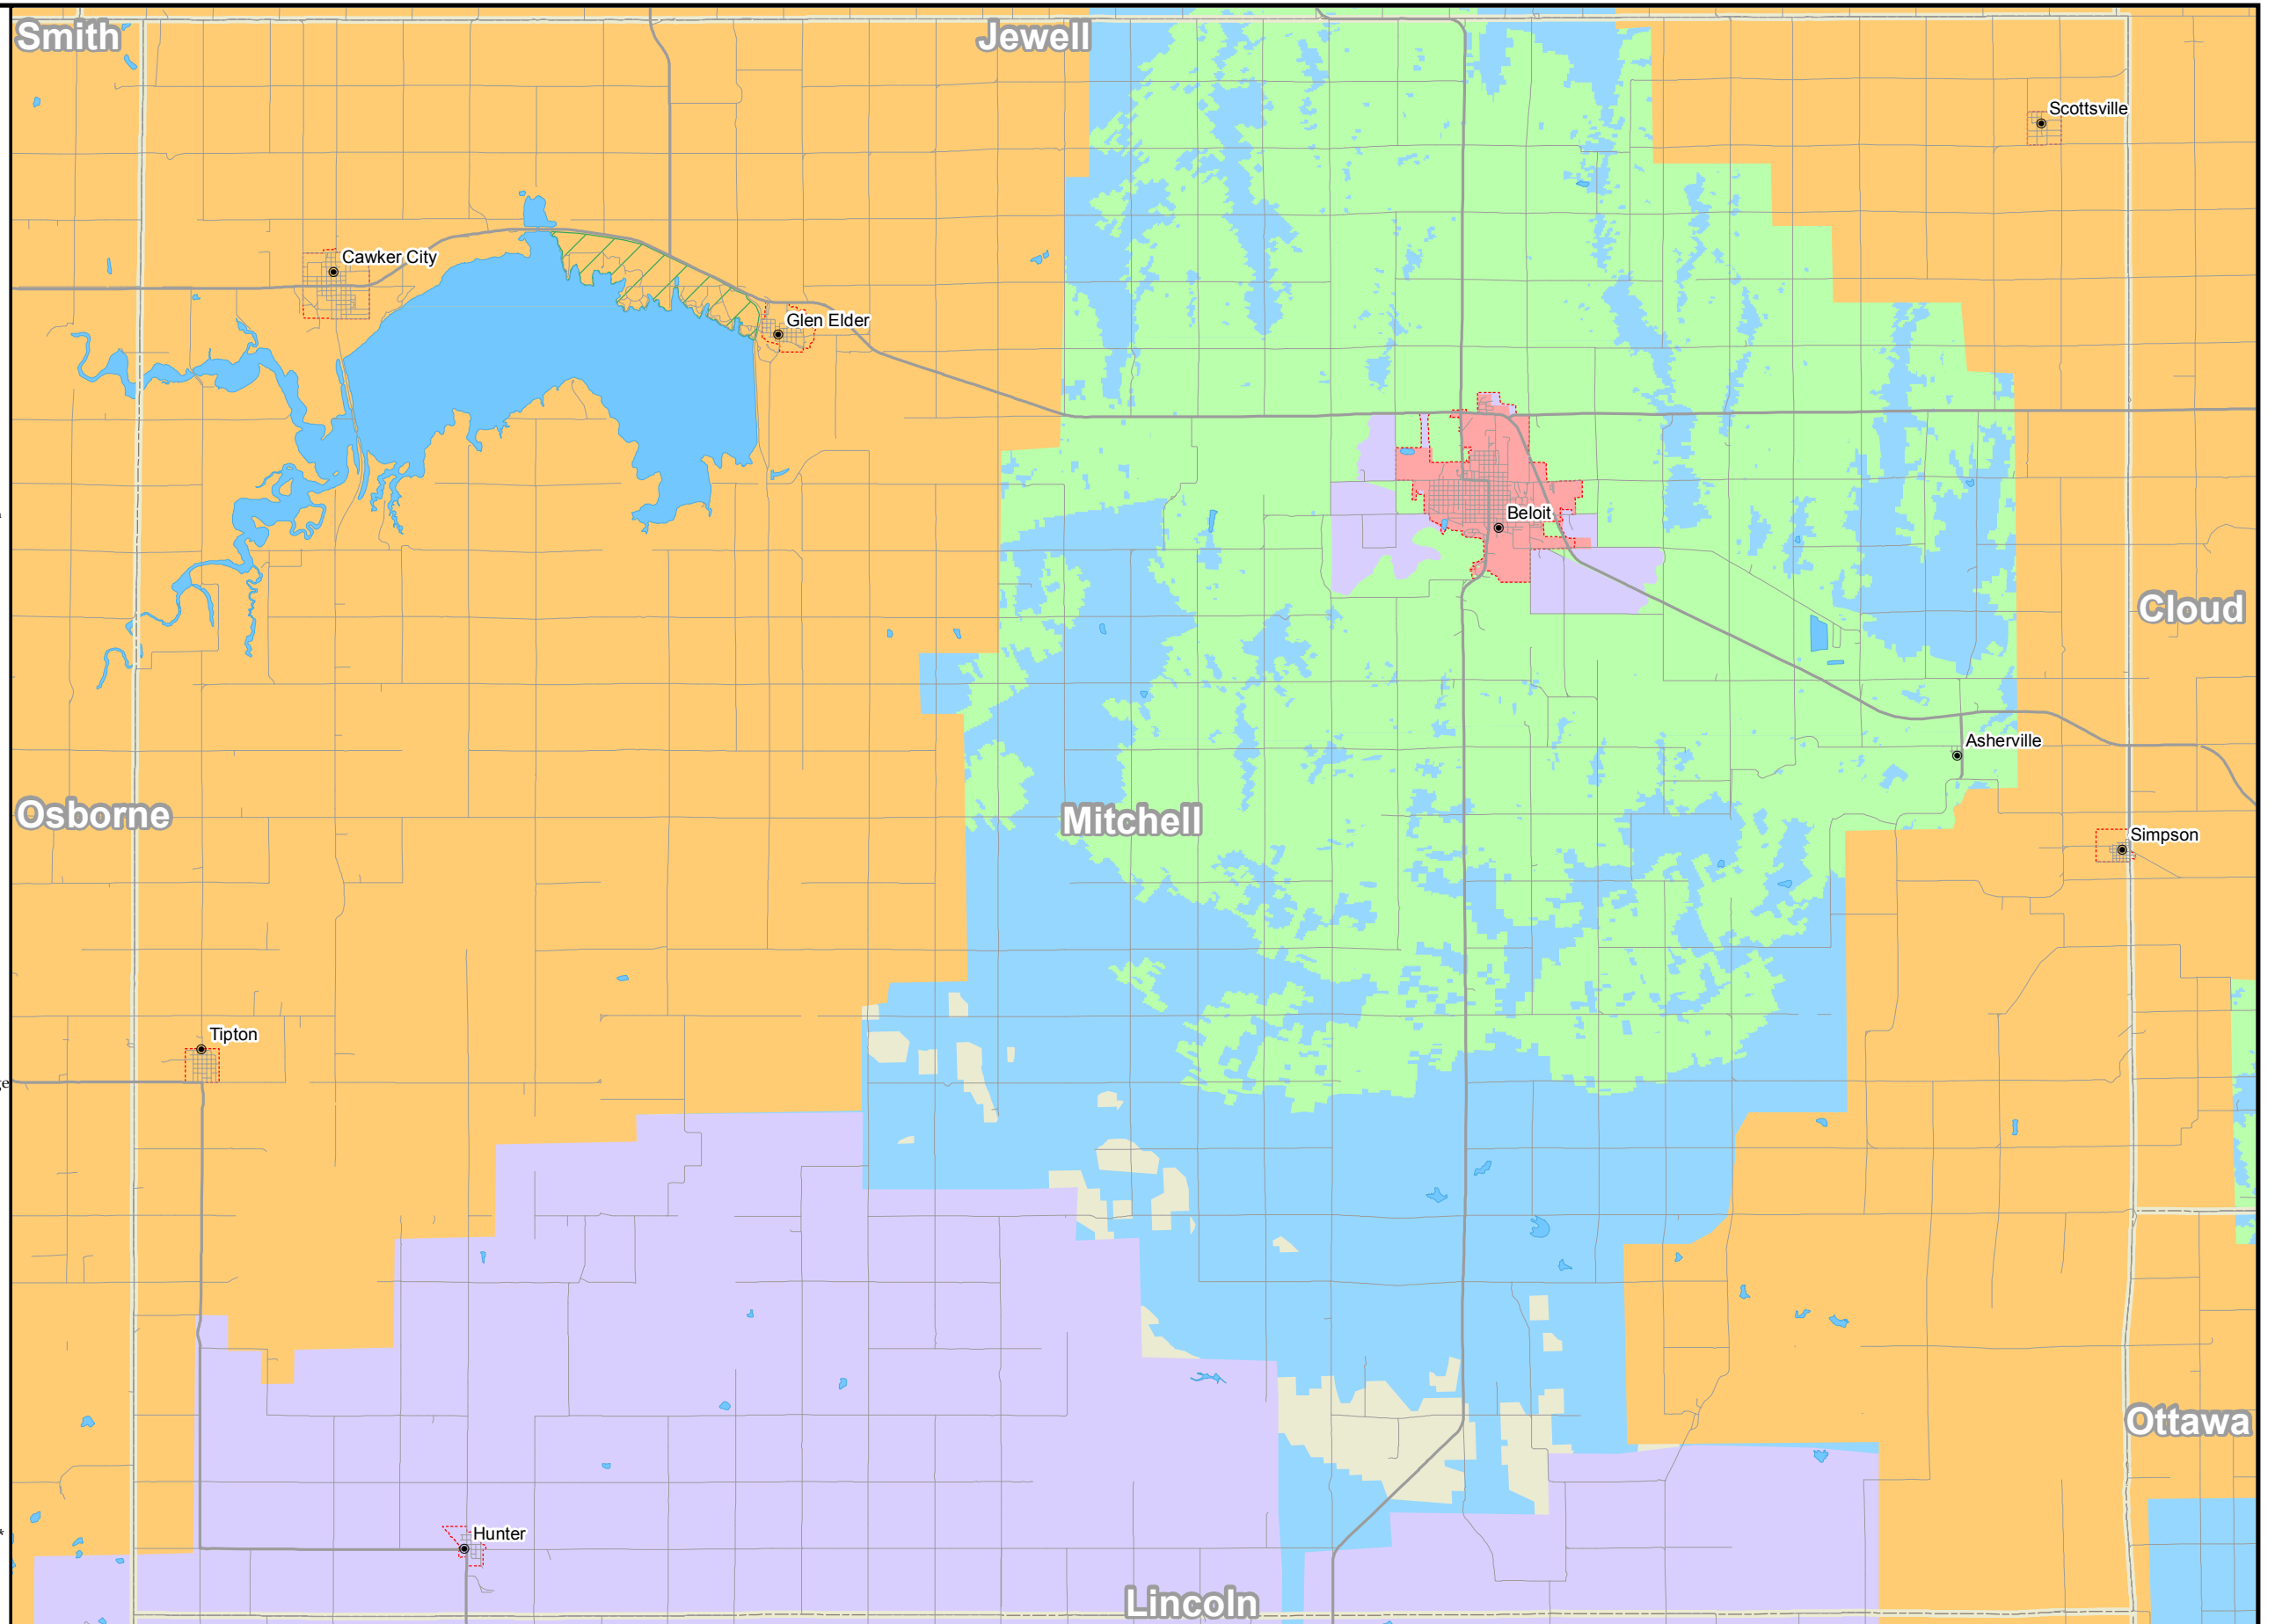 Smith
Jewell
Scottsville
Cawker City
Glen Elder
Beloit
Cloud
Asherville
Osborne
Mitchell
Simpson
Tipton
Ottawa
*
Hunter
Lincoln